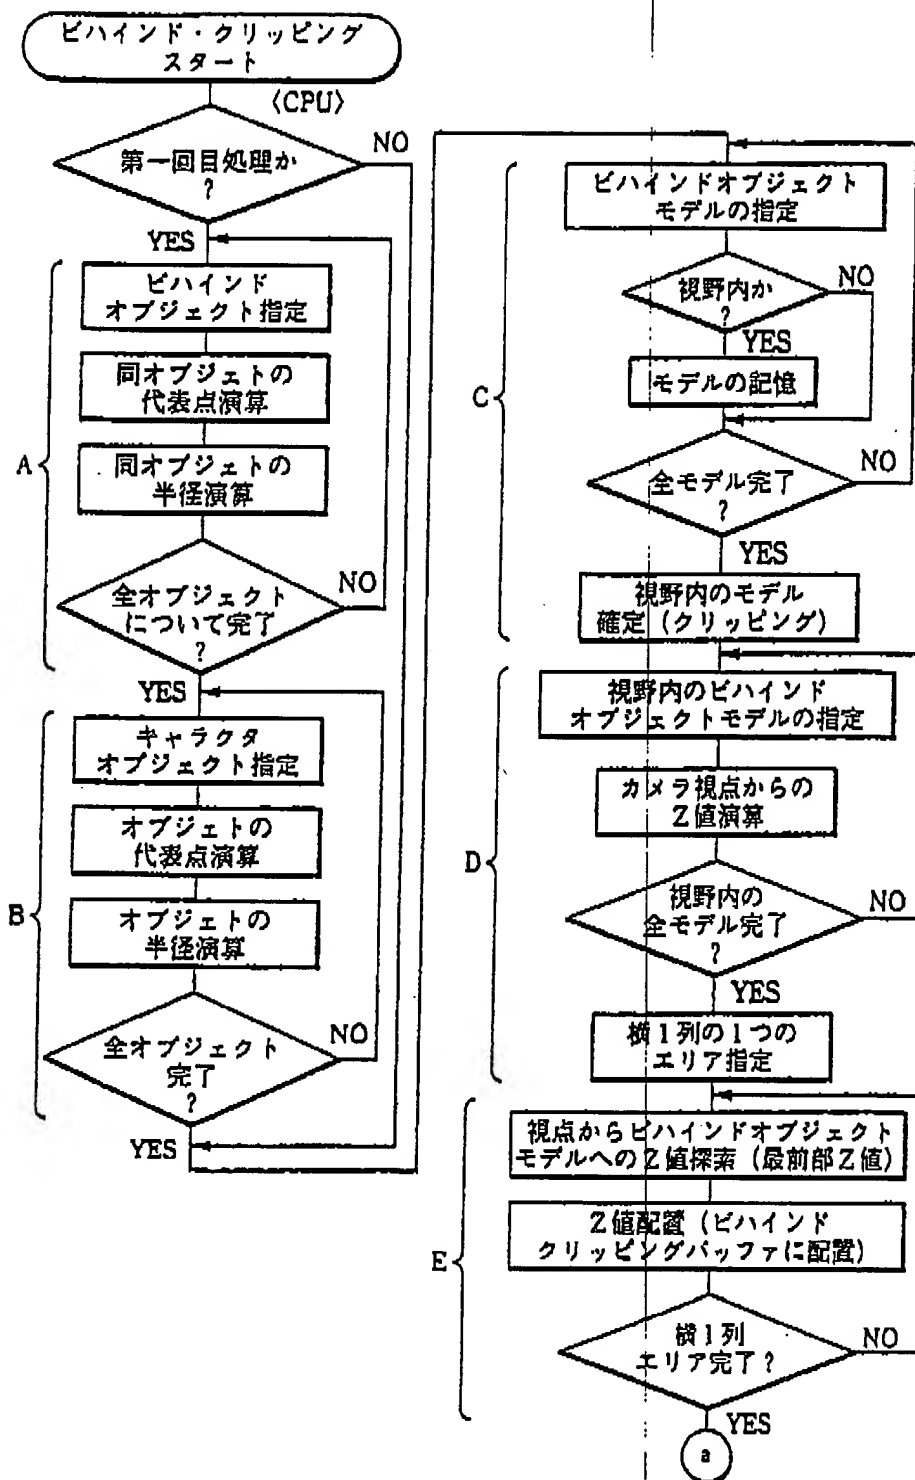 ビハインド・クリッピング
スタート
〈CPU〉
第一回目処理か
?
NO
YES
A
ビハインド
オブジェクト指定
同オブジェトの
代表点演算
同オブジェトの
半径演算
全オブジェクト
について完了
?
NO
YES
B
キャラクタ
オブジェクト指定
オブジェトの
代表点演算
オブジェトの
半径演算
全オブジェクト
完了
?
NO
YES
C
ビハインドオブジェクト
モデルの指定
視野内か
?
NO
YES
モデルの記憶
全モデル完了
?
NO
YES
視野内のモデル
確定(クリッピング)
D
視野内のビハインド
オブジェクトモデルの指定
カメラ視点からの
Z値演算
視野内の
全モデル完了
?
NO
YES
横1列の1つの
エリア指定
E
視点からビハインドオブジェクト
モデルへのZ値探索(最前部Z値)
Z値配置(ビハインド
クリッピングバッファに配置)
横1列
エリア完了?
NO
YES
a